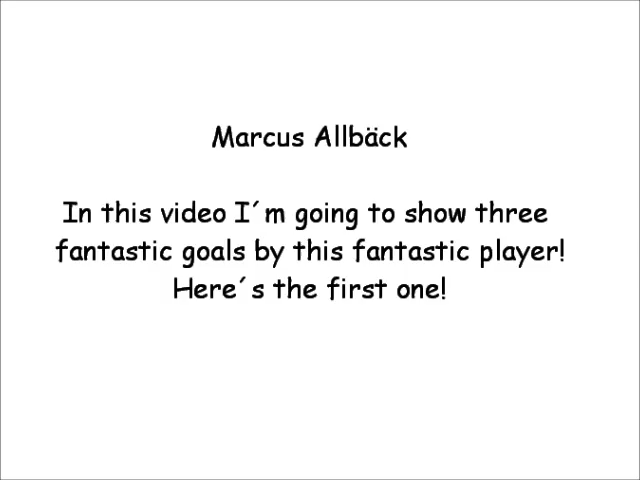 Marcus Allbäck
In this video I´m going to show three
fantastic goals by this fantastic player!
Here´s the first one!